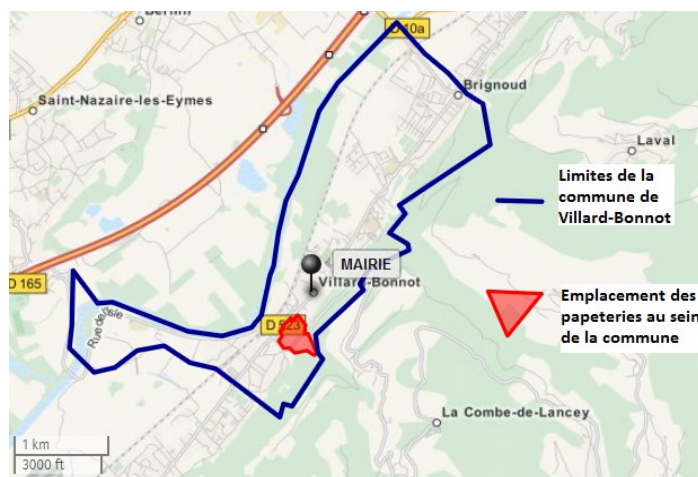 Bernin
D 10a
Saint-Nazaire-les-Eymes
Brignoud
Laval
Limites de la
commune de
Villard-Bonnot
MAIRIE
Villard-Bonnot
D 165
Rue de l'Isle
D 523
Emplacement des
papeteries au sein
de la commune
La Combe-de-Lancey
1 km
3000 ft